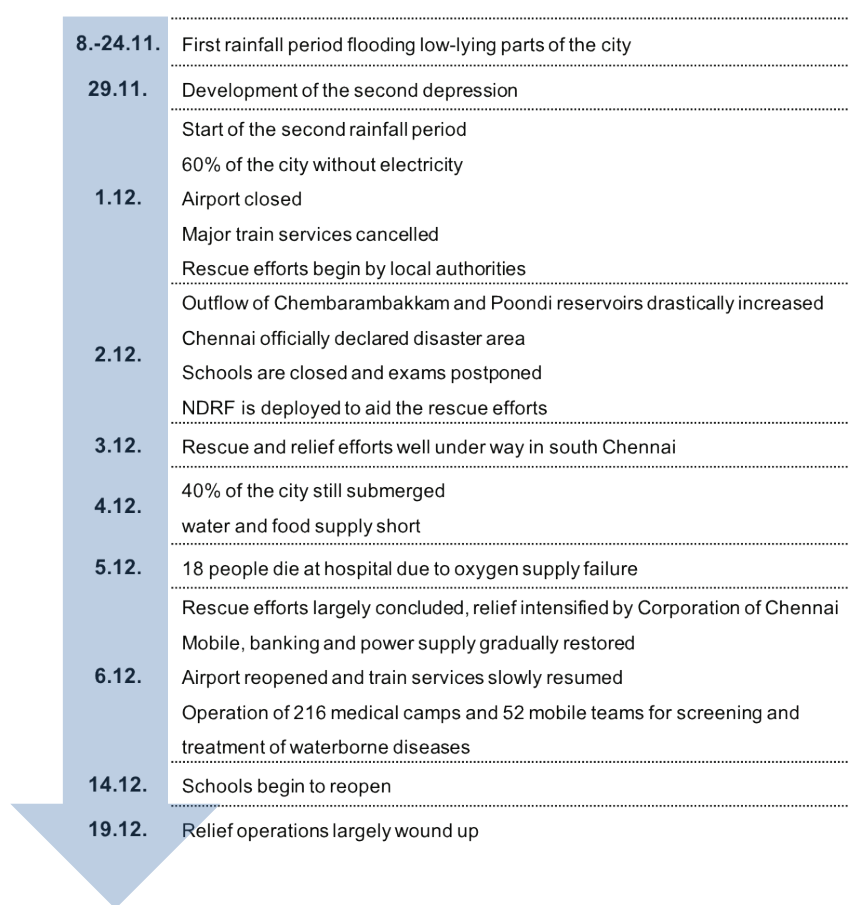 8.-24.11. First rainfall period flooding low-lying parts of the city
29.11. Development of the second depression
Start of the second rainfall period
60% of the city without electricity
1.12. Airport closed
Major train services cancelled
Rescue efforts begin by local authorities
Outflow of Chembarambakkam and Poondi reservoirs drastically increased
Chennai officially declared disaster area
2.12.
Schools are closed and exams postponed
NDRF is deployed to aid the rescue efforts
3.12. Rescue and relief efforts well under way in south Chennai
40% of the city still submerged
4.12.
water and food supply short
5.12. 18 people die at hospital due to oxygen supply failure
Rescue efforts largely concluded, relief intensified by Corporation of Chennai
Mobile, banking and power supply gradually restored
6.12. Airport reopened and train services slowly resumed
Operation of 216 medical camps and 52 mobile teams for screening and
treatment of waterborne diseases
14.12. Schools begin to reopen
19.12. Relief operations largely wound up